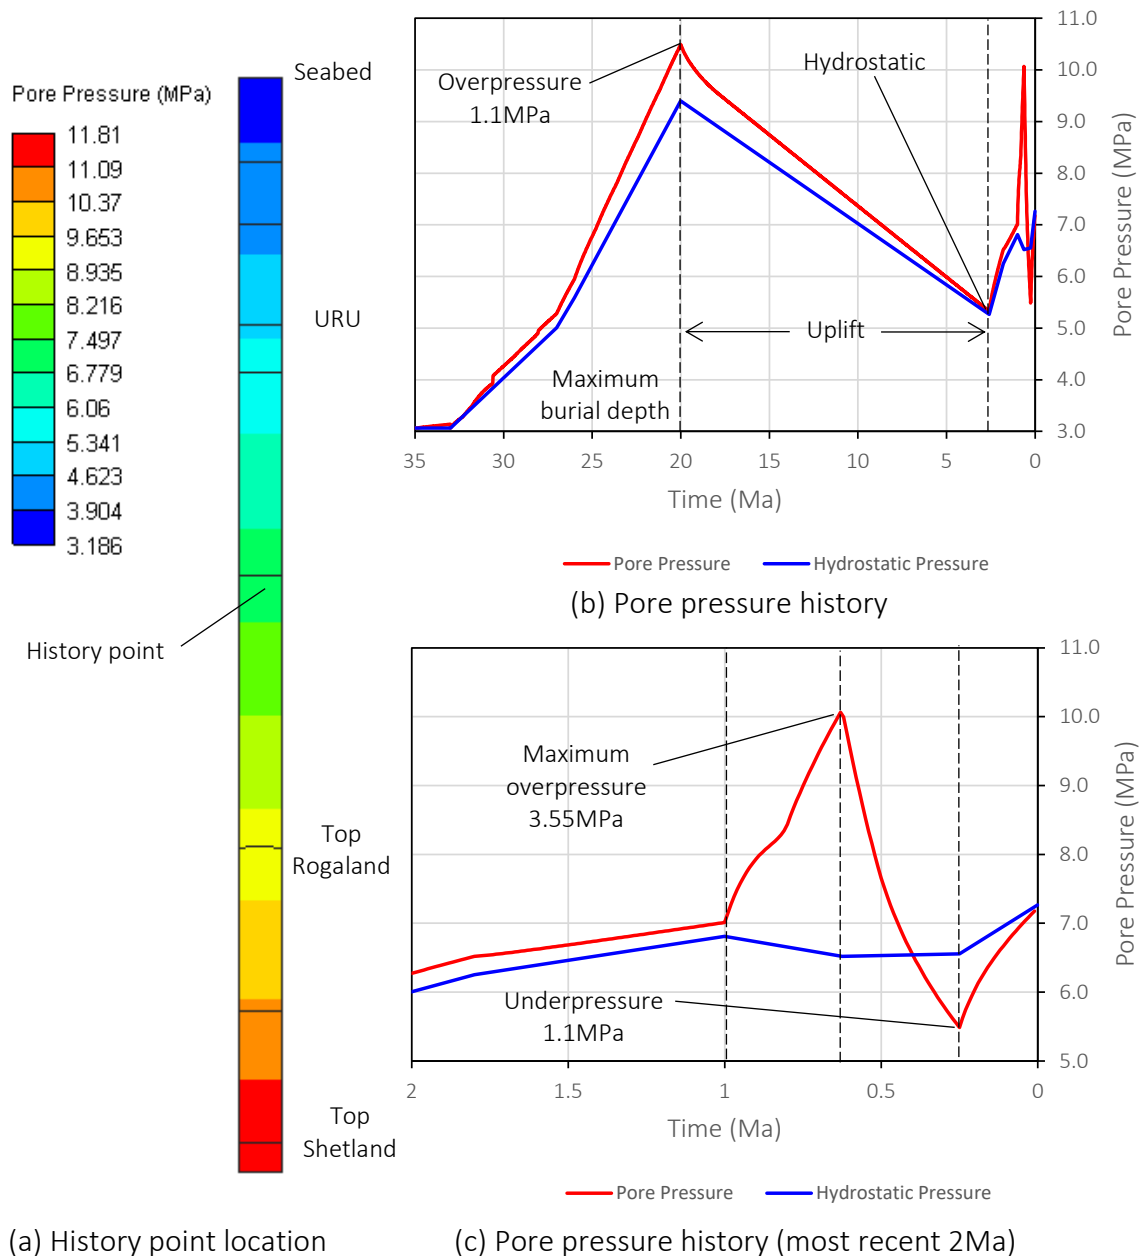 Pore Pressure (MPa)
11.81
11.09
10.37
9.653
8.935
8.216
7.497
6.779
6.06
5.341
4.623
3.904
3.186
Seabed
URU
History point
Top
Rogaland
Top
Shetland
(a) History point location
11.0
10.0
9.0
8.0
7.0
6.0
5.0
4.0
3.0
Pore Pressure (MPa)
Overpressure
1.1MPa
Hydrostatic
Uplift
Maximum
burial depth
35
30
25
20
15
10
5
0
Time (Ma)
Pore Pressure
Hydrostatic Pressure
(b) Pore pressure history
11.0
10.0
9.0
8.0
7.0
6.0
5.0
Pore Pressure (MPa)
Maximum
overpressure
3.55MPa
Underpressure
1.1MPa
2
1.5
1
0.5
0
Time (Ma)
Pore Pressure
Hydrostatic Pressure
(c) Pore pressure history (most recent 2Ma)